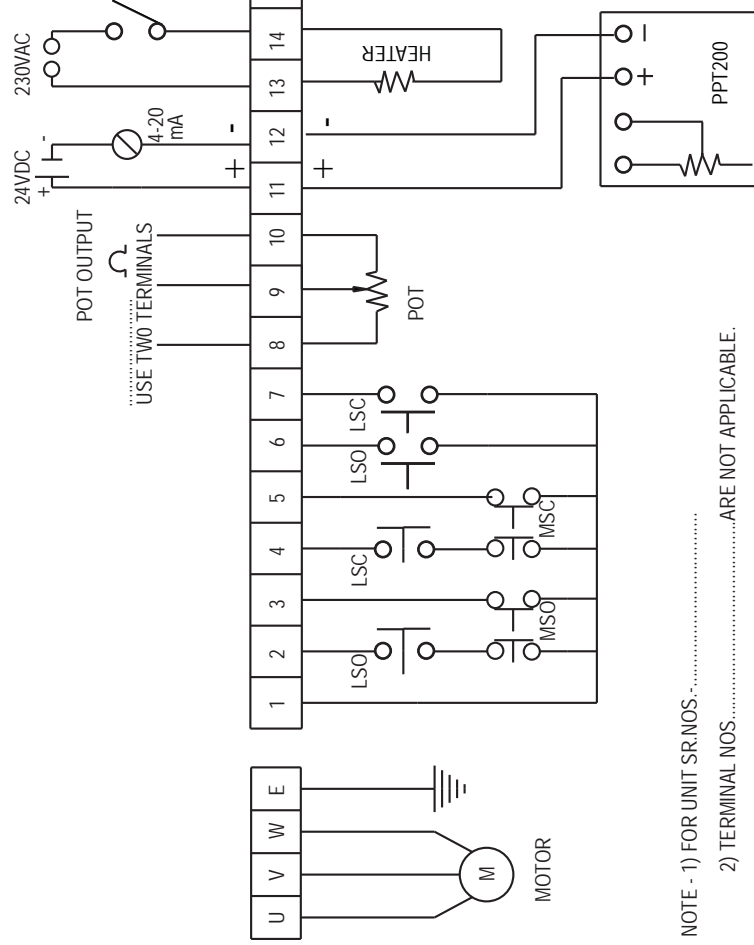 230VAC
24VDC
+ -
4-20
mA
POT OUTPUT
USE TWO TERMINALS
+ -
U V W E
1 2 3 4 5 6 7 8 9 10 11 12 13 14
+ -
HEATER
POT
LSO LSC LSO LSC
MSO MSC
M
MOTOR
+ -
PPT200
NOTE - 1) FOR UNIT SR.NOS.-..........................................
2) TERMINAL NOS..........................................ARE NOT APPLICABLE.